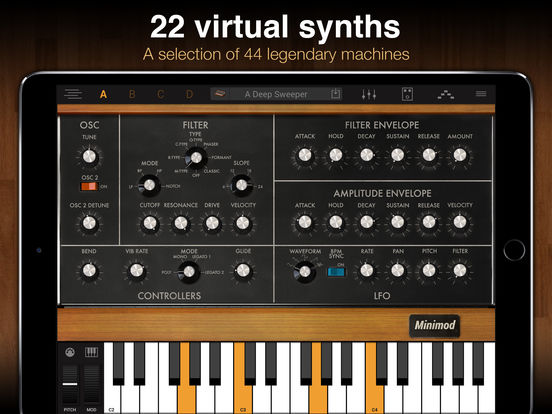 22 virtual synths
A selection of 44 legendary machines
A B C D A Deep Sweeper
OSC
TUNE
OSC 2
ON
OSC 2 DETUNE
FILTER
TYPE
O-TYPE
C-TYPE PHASER
R-TYPE FORMANT
M-TYPE CLASSIC
OFF
MODE
BP HP
LP NOTCH
SLOPE
12 18
6 24
CUTOFF RESONANCE DRIVE VELOCITY
FILTER ENVELOPE
ATTACK HOLD DECAY SUSTAIN RELEASE AMOUNT
AMPLITUDE ENVELOPE
ATTACK HOLD DECAY SUSTAIN RELEASE VELOCITY
BEND VIB RATE MODE GLIDE
MONO LEGATO 1
POLY LEGATO 2
CONTROLLERS
WAVEFORM BPM SYNC RATE PAN PITCH FILTER
ON
LFO
Minimod
PITCH MOD C2 C3 C4